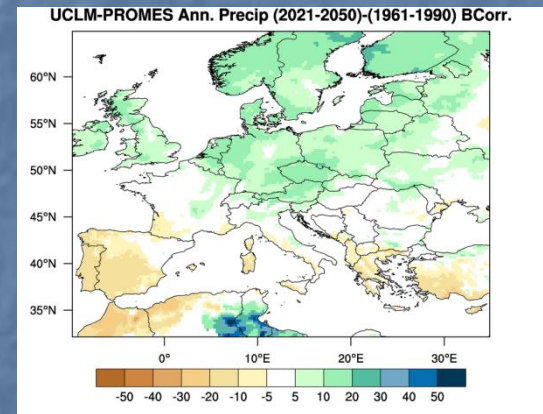 UCLM-PROMES Ann. Precip (2021-2050)-(1961-1990) BCorr.
60°N
55°N
50°N
45°N
40°N
35°N
0° 10°E 20°E 30°E
-50 -40 -30 -20 -10 -5 5 10 20 30 40 50